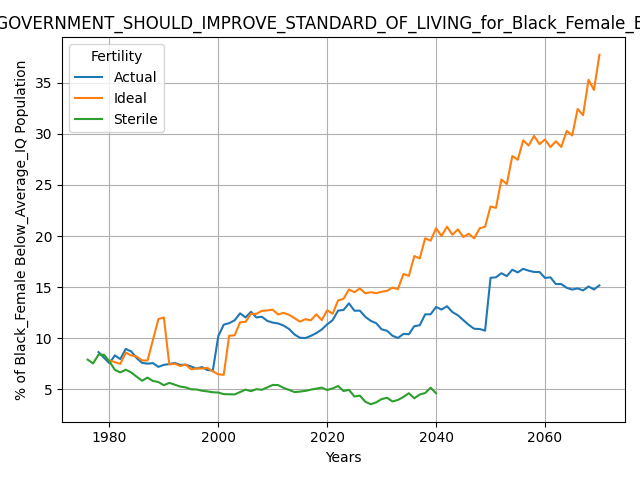 GOVERNMENT_SHOULD_IMPROVE_STANDARD_OF_LIVING_for_Black_Female_B
Fertility
Actual
Ideal
Sterile
% of Black_Female Below_Average_IQ Population
35
30
25
20
15
10
5
1980 2000 2020 2040 2060
Years